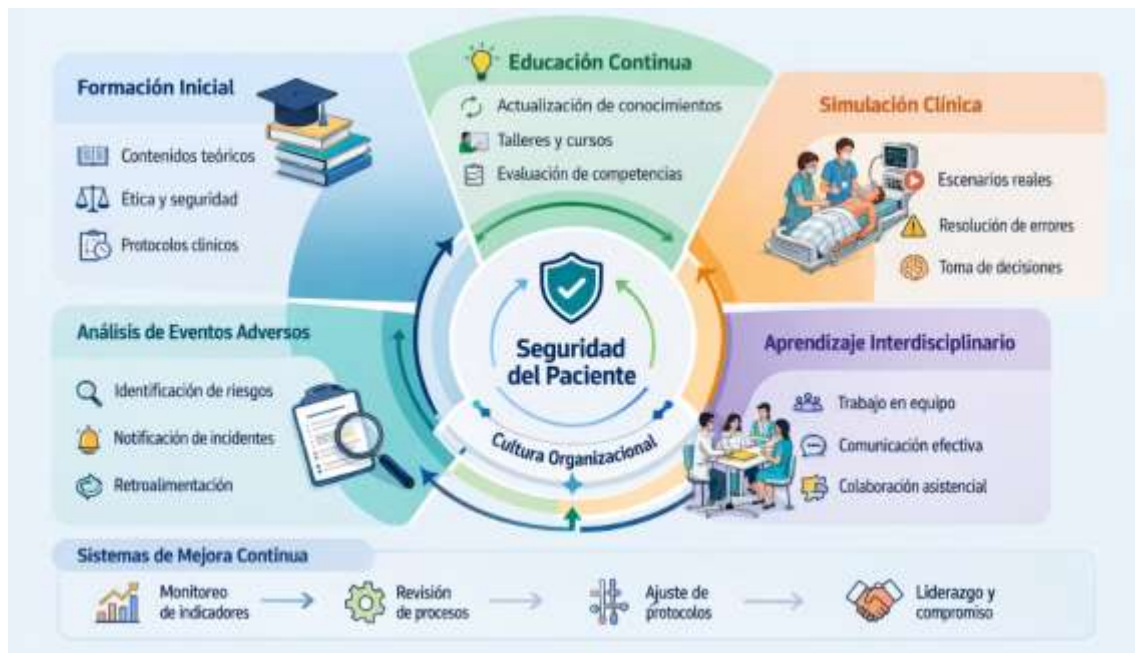 Formación Inicial
Contenidos teóricos
Ética y seguridad
Protocolos clínicos
Educación Continua
Actualización de conocimientos
Talleres y cursos
Evaluación de competencias
Simulación Clínica
Escenarios reales
Resolución de errores
Toma de decisiones
Análisis de Eventos Adversos
Identificación de riesgos
Notificación de incidentes
Retroalimentación
Seguridad
del Paciente
Cultura Organizacional
Aprendizaje Interdisciplinario
Trabajo en equipo
Comunicación efectiva
Colaboración asistencial
Sistemas de Mejora Continua
Monitoreo
de indicadores
Revisión
de procesos
Ajuste de
protocolos
Liderazgo y
compromiso